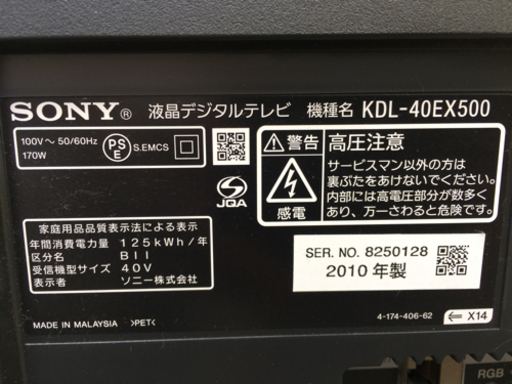 SONY® 液晶デジタルテレビ 機種名 KDL-40EX500
100V～ 50/60Hz
170W
PS
E
S.EMCS
JQA
警告 高圧注意
サービスマン以外の方は
裏ぶたをあけないでください。
内部には高電圧部分が数多く
あり、万一さわると危険です。
感電
家庭用品品質表示法による表示
年間消費電力量 125kWh/年
区分名 BII
受信機型サイズ 40V
表示者 ソニー株式会社
SER. NO. 8250128
2010 年製
MADE IN MALAYSIA >PET<
4-174-406-62
X14
RGB